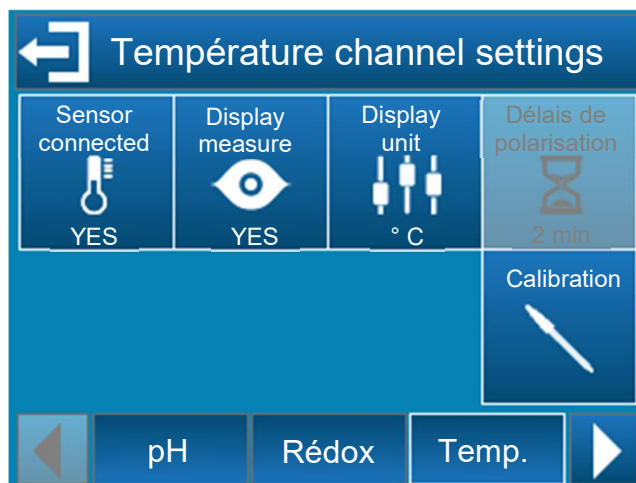 Température channel settings
Sensor
connected
YES
Display
measure
YES
Display
unit
° C
Délais de
polarisation
2 min
Calibration
pH
Rédox
Temp.